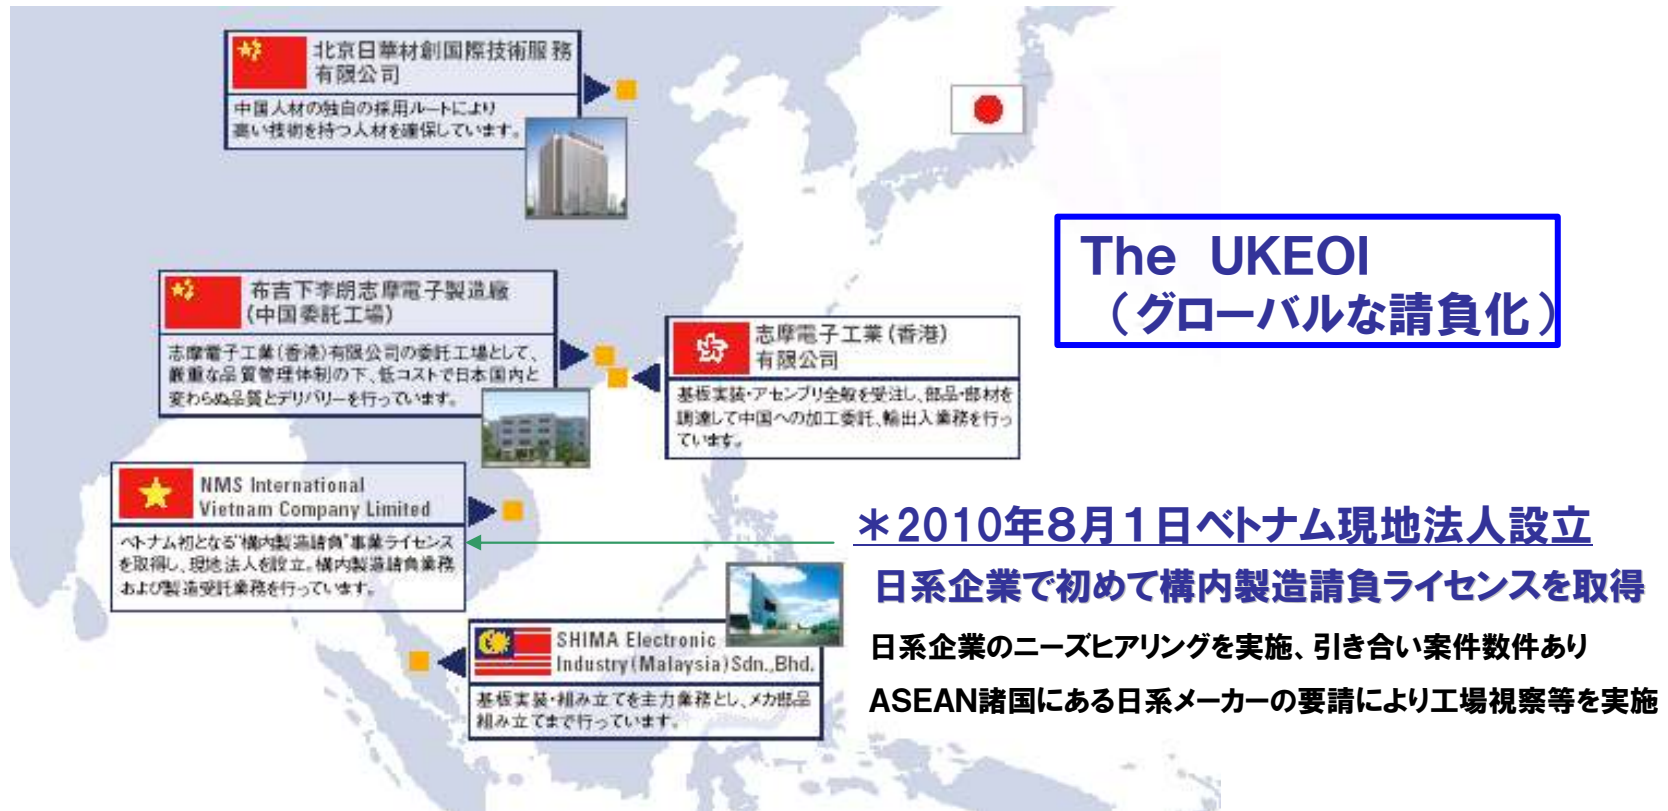 北京日華材創国際技術服務
有限公司
中国人材の独自の採用ルートにより
高い技術を持つ人材を確保しています。
布吉下李朗志摩電子製造廠
(中国委託工場)
志摩電子工業(香港)有限公司の委託工場として、
厳重な品質管理体制の下、低コストで日本国内と
変わらぬ品質とデリバリーを行っています。
志摩電子工業(香港)
有限公司
基板実装・アセンブリ全般を受注し、部品・部材を
調達して中国への加工委託、輸出入業務を行っ
ています。
The UKEOI
(グローバルな請負化)
NMS International
Vietnam Company Limited
ベトナム初となる"構内製造請負"事業ライセンス
を取得し、現地法人を設立。構内製造請負業務
および製造受託業務を行っています。
＊2010年8月1日ベトナム現地法人設立
日系企業で初めて構内製造請負ライセンスを取得
日系企業のニーズヒアリングを実施、引き合い案件数件あり
ASEAN諸国にある日系メーカーの要請により工場視察等を実施
SHIMA Electronic
Industry(Malaysia)Sdn.,Bhd.
基板実装・組み立てを主力業務とし、メカ部品
組み立てまで行っています。